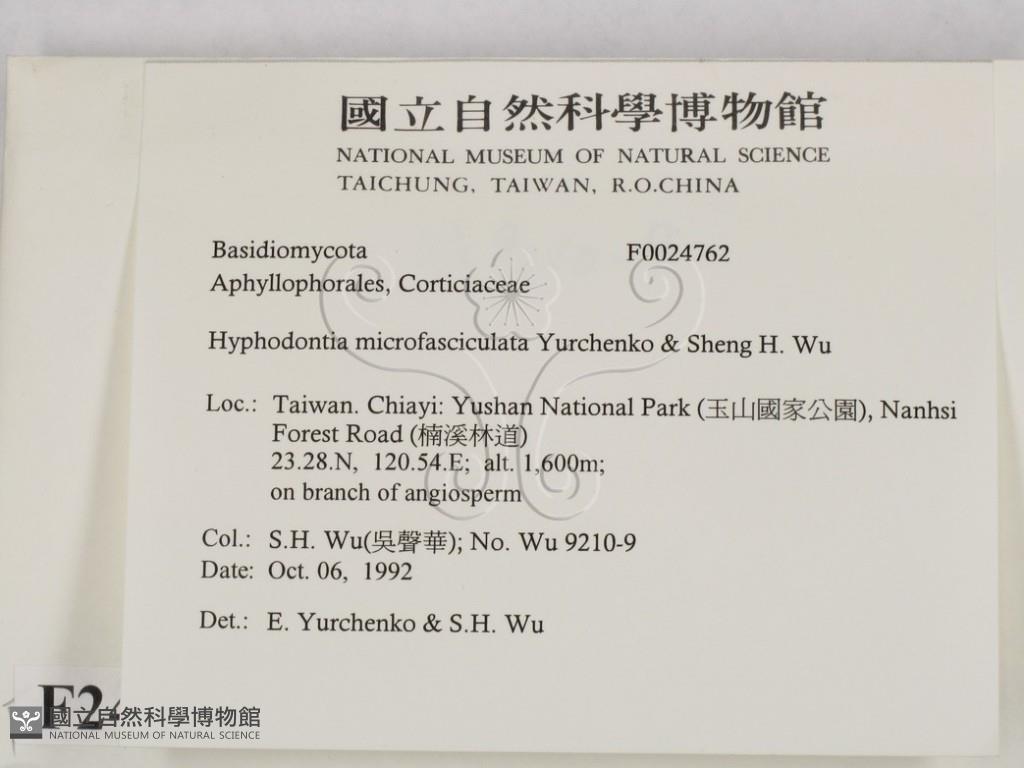 國立自然科學博物館
NATIONAL MUSEUM OF NATURAL SCIENCE
TAICHUNG, TAIWAN, R.O.CHINA
Basidiomycota F0024762
Aphyllophorales, Corticiaceae
Hyphodontia microfasciculata Yurchenko & Sheng H. Wu
Loc.: Taiwan. Chiayi: Yushan National Park (玉山國家公園), Nanhsi
Forest Road (楠溪林道)
23.28.N, 120.54.E; alt. 1,600m;
on branch of angiosperm
Col.: S.H. Wu(吳聲華); No. Wu 9210-9
Date: Oct. 06, 1992
Det.: E. Yurchenko & S.H. Wu
F24
國立自然科學博物館
NATIONAL MUSEUM OF NATURAL SCIENCE